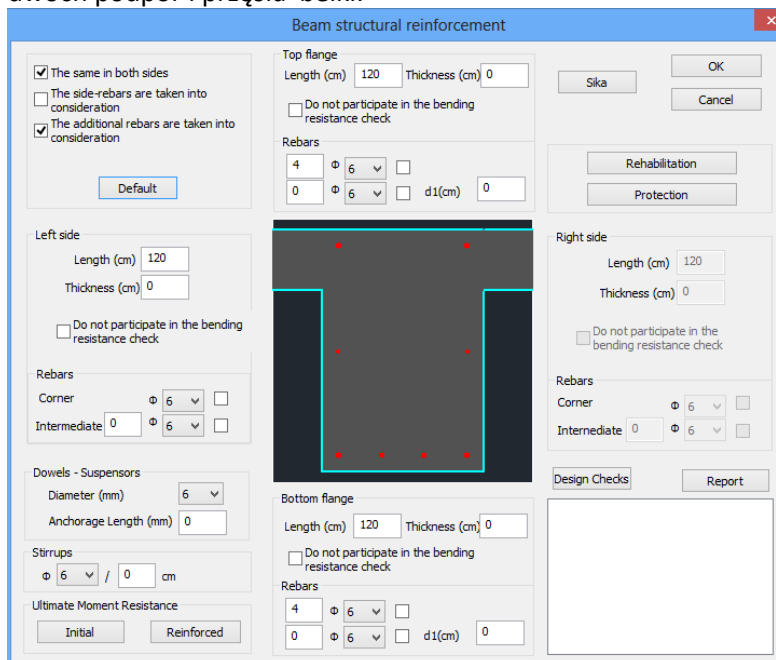 dwóch podpór i przęsła belki
Beam structural reinforcement
The same in both sides
The side-rebars are taken into
consideration
The additional rebars are taken into
consideration
Default
Top flange
Length (cm) 120 Thickness (cm) 0
Do not participate in the bending
resistance check
Rebars
4 Φ 6
0 Φ 6 d1(cm) 0
Sika
OK
Cancel
Rehabilitation
Protection
Left side
Length (cm) 120
Thickness (cm) 0
Do not participate in the bending
resistance check
Rebars
Corner Φ 6
Intermediate 0 Φ 6
Right side
Length (cm) 120
Thickness (cm) 0
Do not participate in the
bending resistance check
Rebars
Corner Φ 6
Internediate 0 Φ 6
Dowels - Suspensors
Diameter (mm) 6
Anchorage Length (mm) 0
Stirrups
Φ 6 / 0 cm
Ultimate Moment Resistance
Initial Reinforced
Bottom flange
Length (cm) 120 Thickness (cm) 0
Do not participate in the bending
resistance check
Rebars
4 Φ 6
0 Φ 6 d1(cm) 0
Design Checks Report